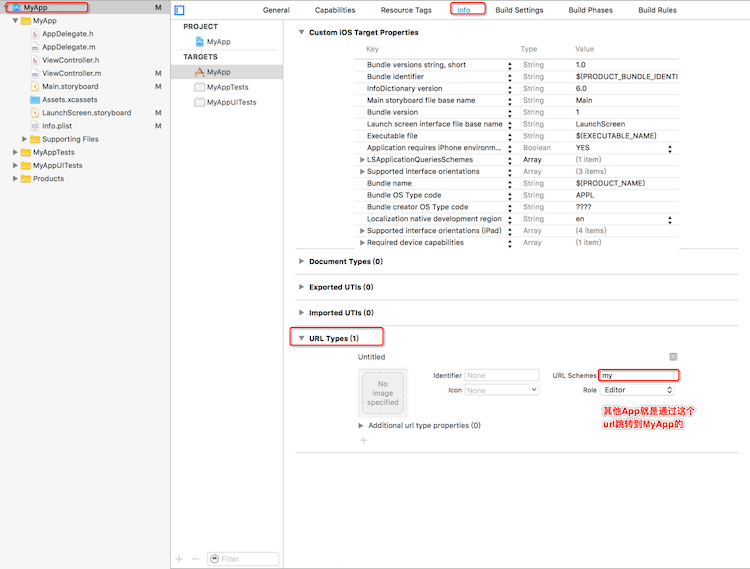 MyApp M
General Capabilities Resource Tags Info Build Settings Build Phases Build Rules
MyApp
AppDelegate.h
AppDelegate.m
ViewController.h
ViewController.m M
Main.storyboard M
Assets.xcassets
LaunchScreen.storyboard M
Info.plist M
Supporting Files
MyAppTests
MyAppUITests
Products
PROJECT
MyApp
TARGETS
MyApp
MyAppTests
MyAppUITests
Filter
Custom iOS Target Properties
Key Type Value
Bundle versions string, short String 1.0
Bundle identifier String $(PRODUCT_BUNDLE_IDENTI
InfoDictionary version String 6.0
Main storyboard file base name String Main
Bundle version String 1
Launch screen interface file base name String LaunchScreen
Executable file String $(EXECUTABLE_NAME)
Application requires iPhone environm... Boolean YES
LSApplicationQueriesSchemes Array (1 item)
Supported interface orientations Array (3 items)
Bundle name String $(PRODUCT_NAME)
Bundle OS Type code String APPL
Bundle creator OS Type code String ????
Localization native development region String en
Supported interface orientations (iPad) Array (4 items)
Required device capabilities Array (1 item)
Document Types (0)
Exported UTIs (0)
Imported UTIs (0)
URL Types (1)
Untitled
No
image
specified
Identifier None URL Schemes my
Icon None Role Editor
其他App就是通过这个
url跳转到MyApp的
Additional url type properties (0)